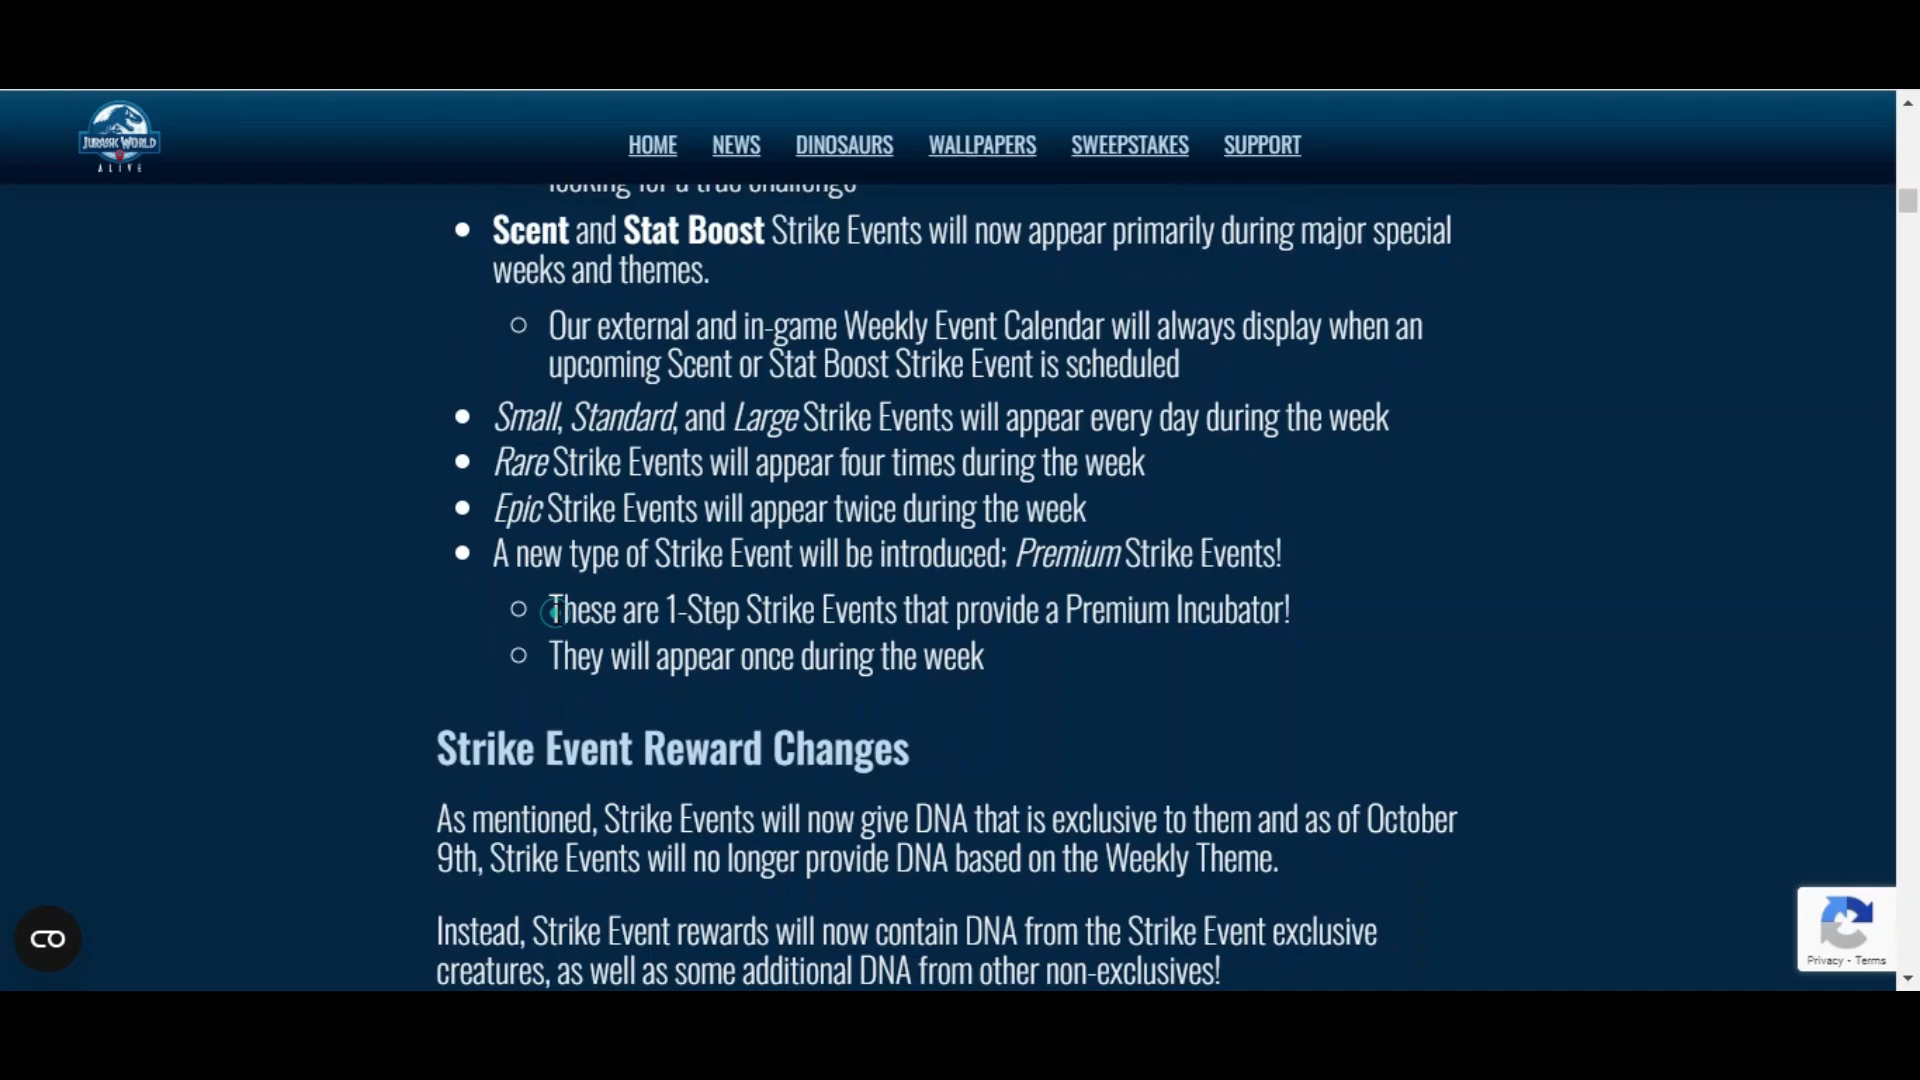 JURASSIC WORLD
ALIVE
HOME NEWS DINOSAURS WALLPAPERS SWEEPSTAKES SUPPORT
looking for a true challenge
• Scent and Stat Boost Strike Events will now appear primarily during major special
weeks and themes.
○ Our external and in-game Weekly Event Calendar will always display when an
upcoming Scent or Stat Boost Strike Event is scheduled
• Small, Standard, and Large Strike Events will appear every day during the week
• Rare Strike Events will appear four times during the week
• Epic Strike Events will appear twice during the week
• A new type of Strike Event will be introduced; Premium Strike Events!
○ These are 1-Step Strike Events that provide a Premium Incubator!
○ They will appear once during the week
Strike Event Reward Changes
As mentioned, Strike Events will now give DNA that is exclusive to them and as of October
9th, Strike Events will no longer provide DNA based on the Weekly Theme.
Instead, Strike Event rewards will now contain DNA from the Strike Event exclusive
creatures, as well as some additional DNA from other non-exclusives!
Privacy - Terms